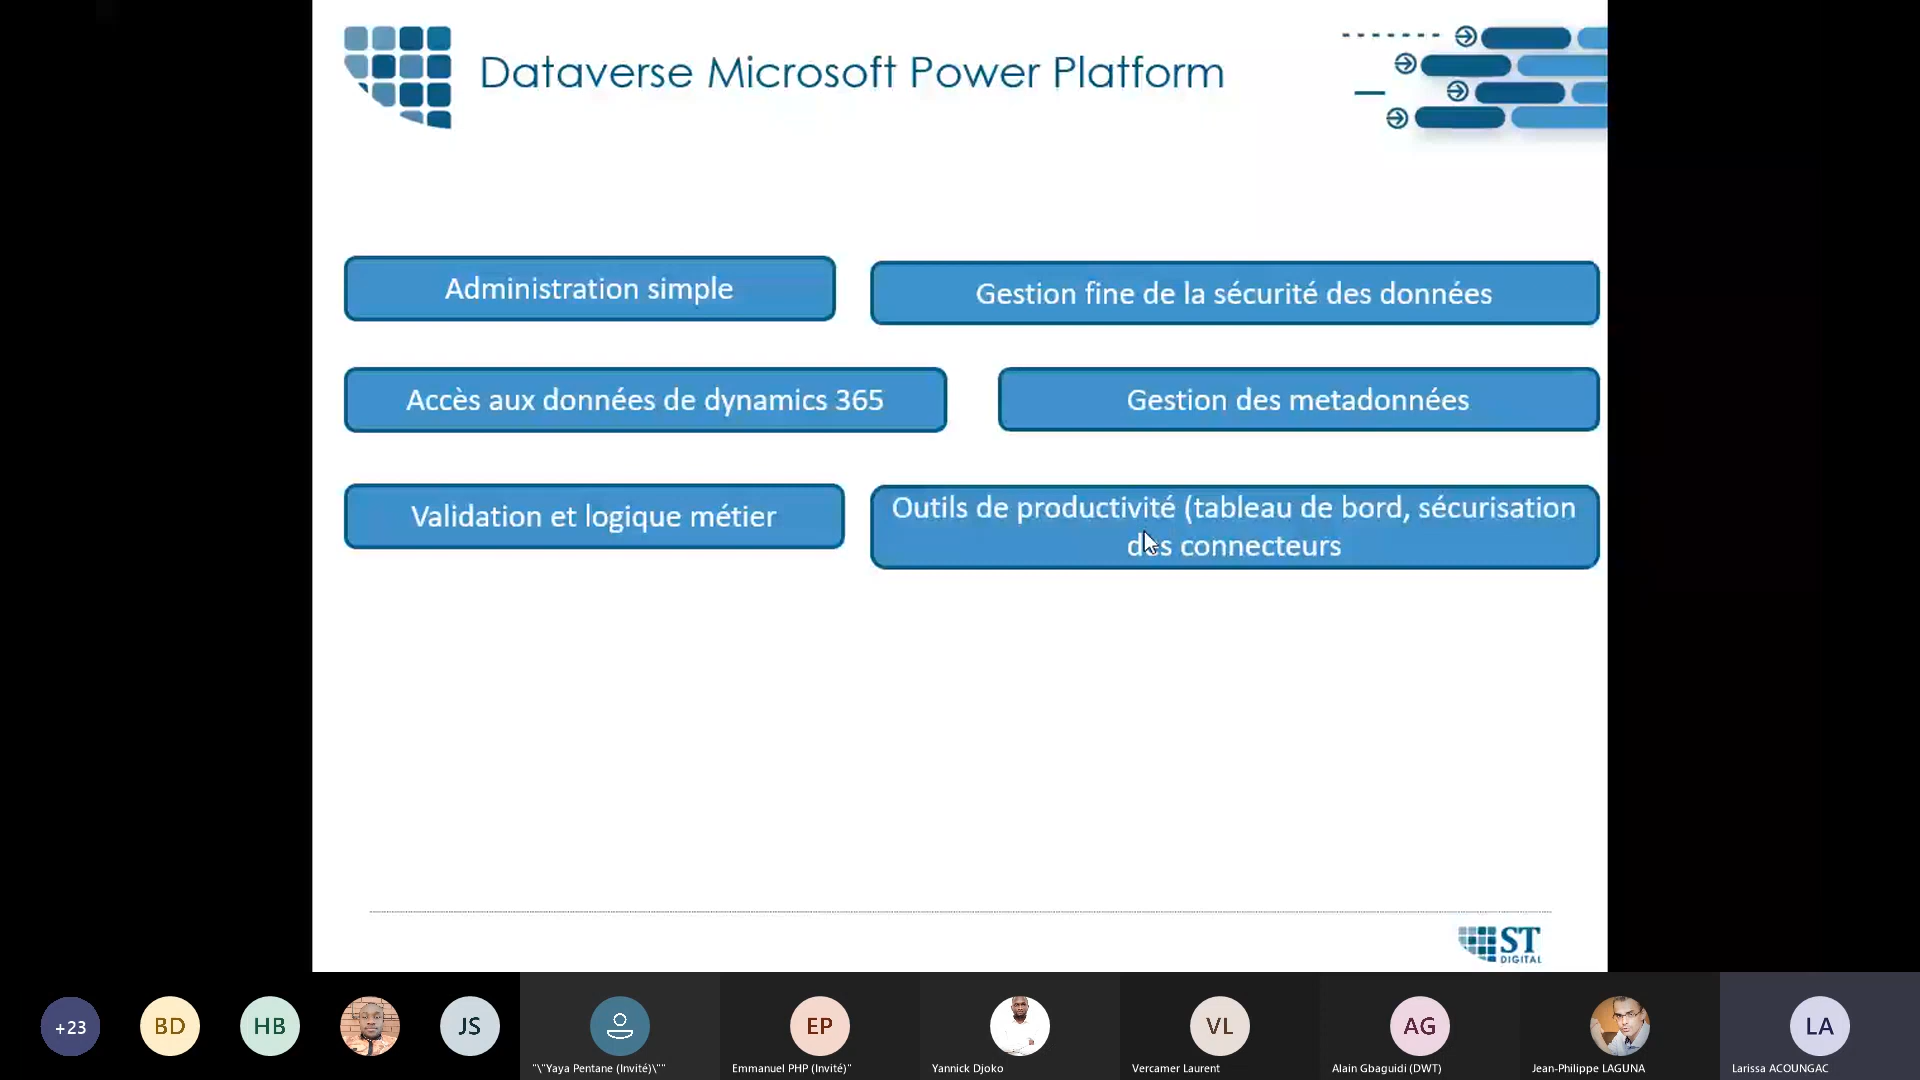 Dataverse Microsoft Power Platform
Administration simple
Gestion fine de la sécurité des données
Accès aux données de dynamics 365
Gestion des metadonnées
Validation et logique métier
Outils de productivité (tableau de bord, sécurisation
des connecteurs
ST
DIGITAL
+23
BD
HB
JS
EP
VL
AG
LA
"\"Yaya Pentane (Invité)\""
Emmanuel PHP (Invité)"
Yannick Djoko
Vercamer Laurent
Alain Gbaguidi (DWT)
Jean-Philippe LAGUNA
Larissa ACOUNGAC